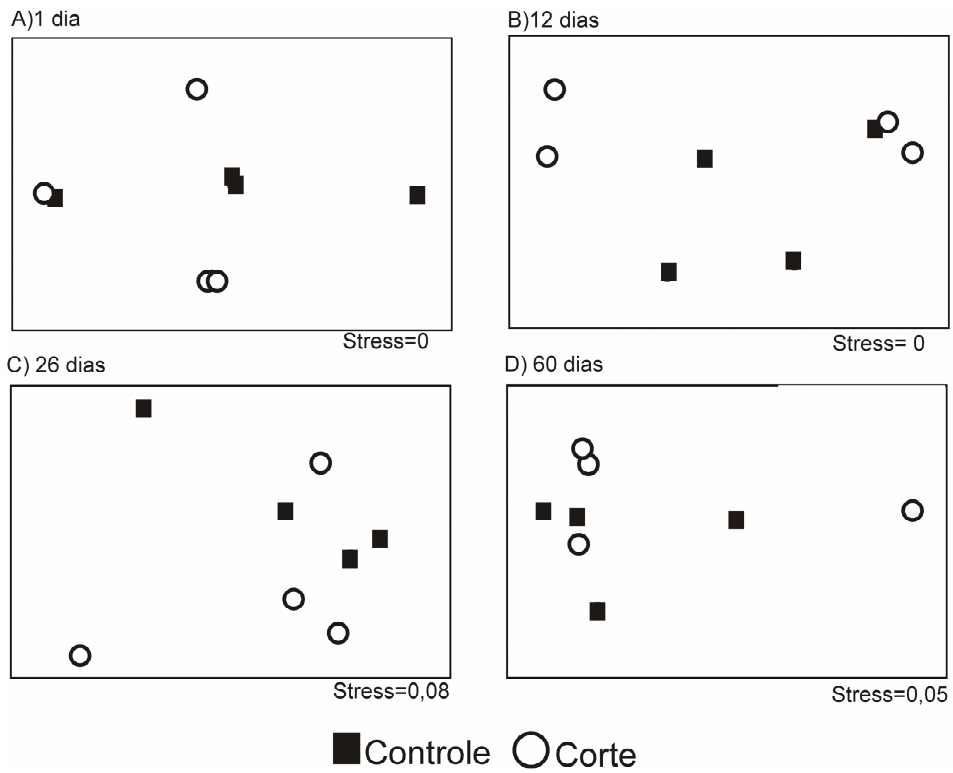 A)1 dia
B)12 dias
Stress=0
Stress= 0
C) 26 dias
D) 60 dias
Stress=0,08
Stress=0,05
Controle Corte